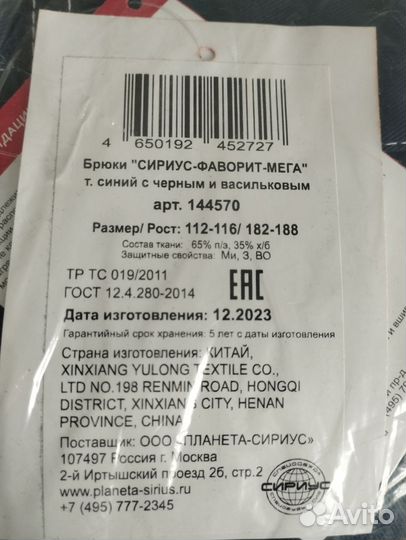 4 650192 452727
Брюки "СИРИУС-ФАВОРИТ-МЕГА"
т. синий с черным и васильковым
арт. 144570
Размер/ Рост: 112-116/ 182-188
Состав ткани: 65% п/э, 35% х/б
Защитные свойства: Ми, З, ВО
ТР ТС 019/2011
ГОСТ 12.4.280-2014
ЕАС
Дата изготовления: 12.2023
Гарантийный срок хранения: 5 лет с даты изготовления
Страна изготовления: КИТАЙ,
XINXIANG YULONG TEXTILE CO.,
LTD NO.198 RENMIN ROAD, HONGQI
DISTRICT, XINXIANG CITY, HENAN
PROVINCE, CHINA
Поставщик: ООО «ПЛАНЕТА-СИРИУС»
107497 Россия г. Москва
2-й Иртышский проезд 2б, стр.2
www.planeta-sirius.ru
+7 (495) 777-2345
СИРИУС
Avito